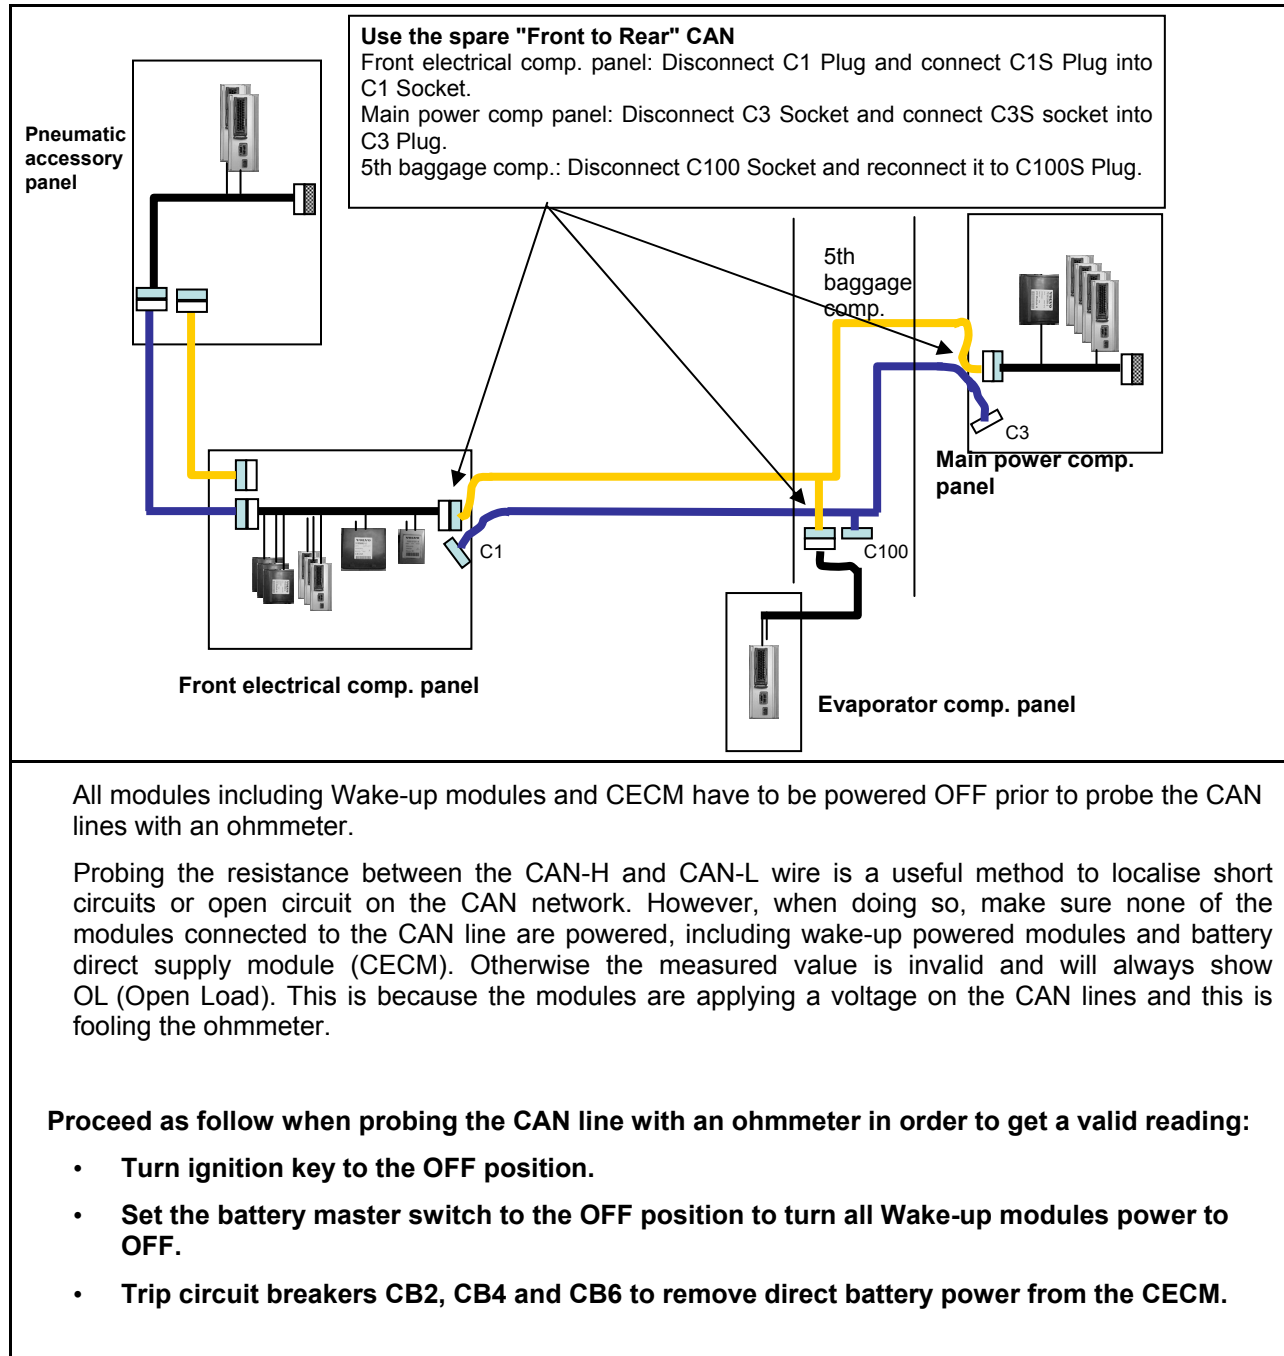 Use the spare "Front to Rear" CAN
Front electrical comp. panel: Disconnect C1 Plug and connect C1S Plug into
C1 Socket.
Main power comp panel: Disconnect C3 Socket and connect C3S socket into
C3 Plug.
5th baggage comp.: Disconnect C100 Socket and reconnect it to C100S Plug.
Pneumatic
accessory
panel
5th
baggage
comp.
C3
Main power comp.
panel
C1
C100
Front electrical comp. panel
Evaporator comp. panel
All modules including Wake-up modules and CECM have to be powered OFF prior to probe the CAN
lines with an ohmmeter.
Probing the resistance between the CAN-H and CAN-L wire is a useful method to localise short
circuits or open circuit on the CAN network. However, when doing so, make sure none of the
modules connected to the CAN line are powered, including wake-up powered modules and battery
direct supply module (CECM). Otherwise the measured value is invalid and will always show
OL (Open Load). This is because the modules are applying a voltage on the CAN lines and this is
fooling the ohmmeter.
Proceed as follow when probing the CAN line with an ohmmeter in order to get a valid reading:
• Turn ignition key to the OFF position.
• Set the battery master switch to the OFF position to turn all Wake-up modules power to
OFF.
• Trip circuit breakers CB2, CB4 and CB6 to remove direct battery power from the CECM.